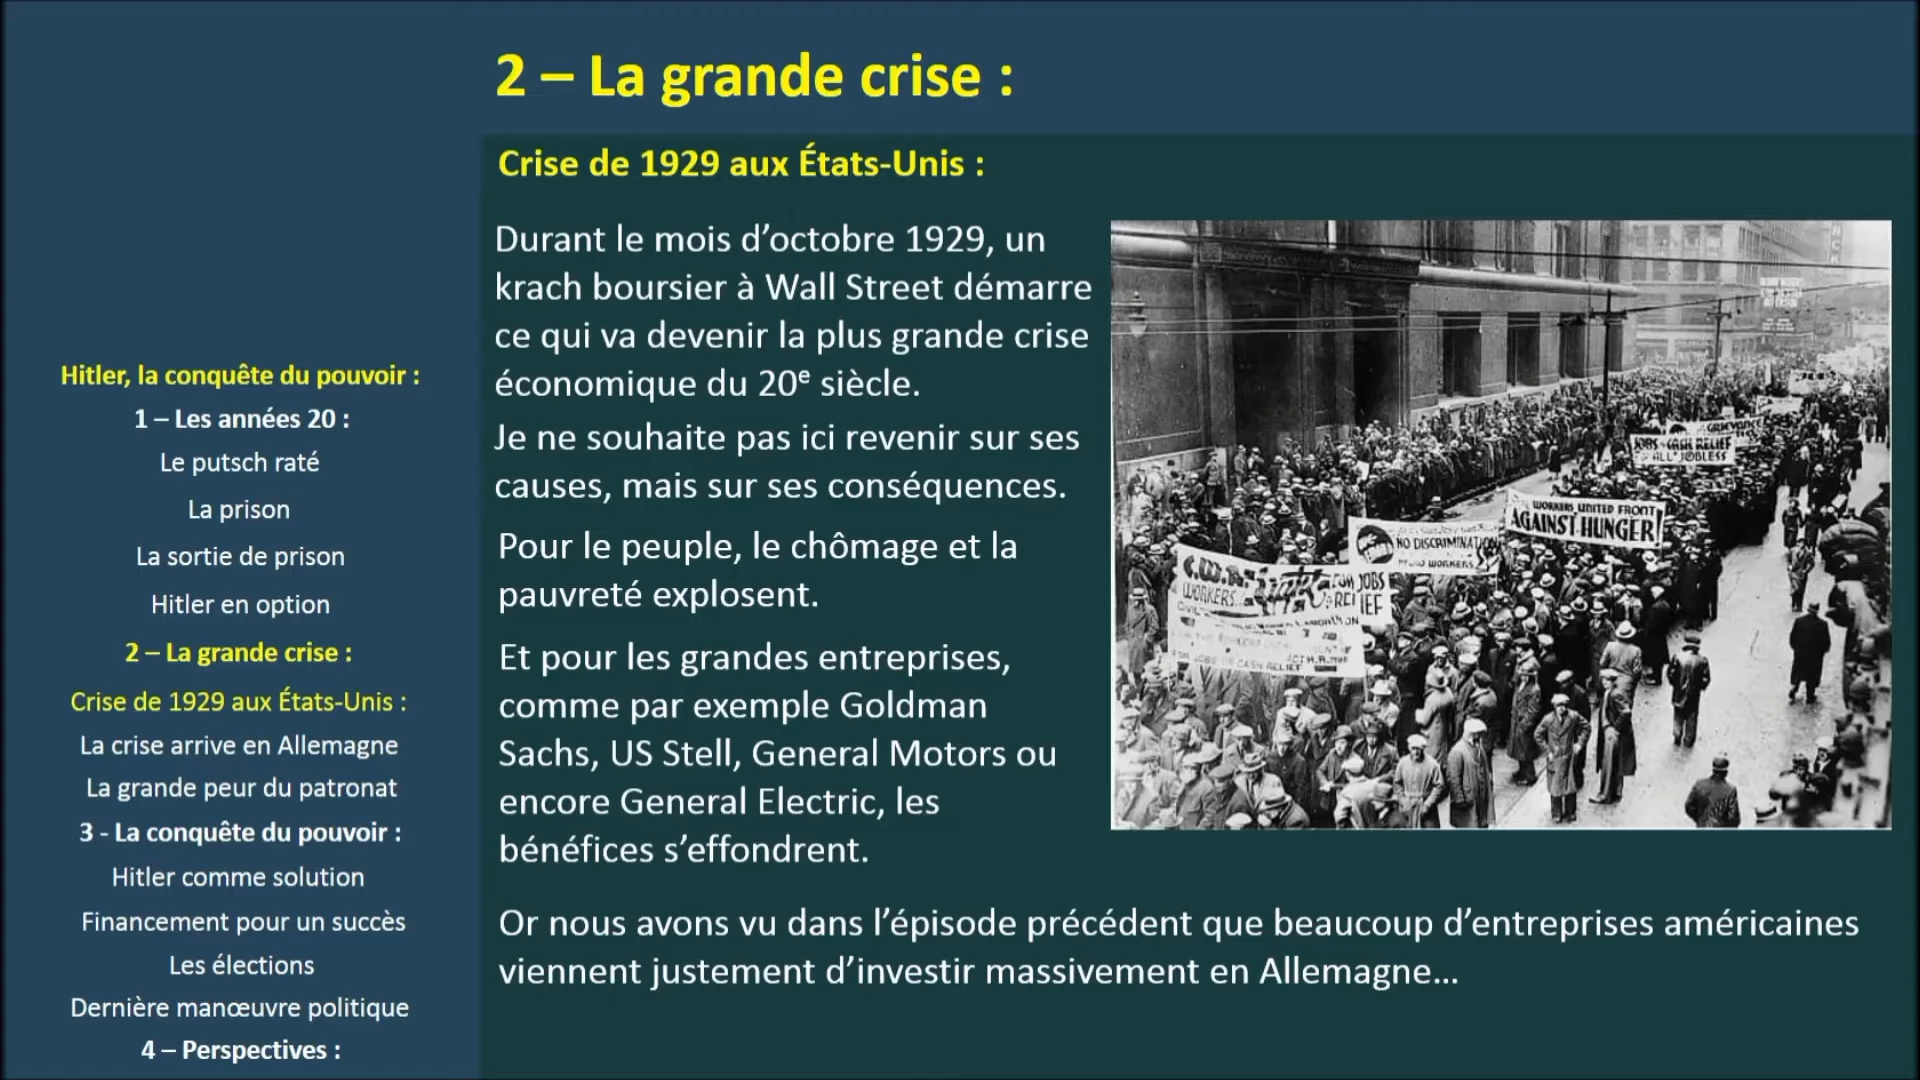 2 – La grande crise :
Hitler, la conquête du pouvoir :
1 – Les années 20 :
Le putsch raté
La prison
La sortie de prison
Hitler en option
2 – La grande crise :
Crise de 1929 aux États-Unis :
La crise arrive en Allemagne
La grande peur du patronat
3 - La conquête du pouvoir :
Hitler comme solution
Financement pour un succès
Les élections
Dernière manœuvre politique
4 – Perspectives :
Crise de 1929 aux États-Unis :
Durant le mois d’octobre 1929, un
krach boursier à Wall Street démarre
ce qui va devenir la plus grande crise
économique du 20e siècle.
Je ne souhaite pas ici revenir sur ses
causes, mais sur ses conséquences.
Pour le peuple, le chômage et la
pauvreté explosent.
Et pour les grandes entreprises,
comme par exemple Goldman
Sachs, US Stell, General Motors ou
encore General Electric, les
bénéfices s’effondrent.
Or nous avons vu dans l’épisode précédent que beaucoup d’entreprises américaines
viennent justement d’investir massivement en Allemagne…
GRIEVANCE
JOBS - CASH RELIEF
ALL JOBLESS
WORKERS UNITED FRONT
AGAINST HUNGER!
NO DISCRIMINATION
WORKERS
C.W.A.
FOR JOBS
WORKERS
RELIEF
FOR JOBS OR CASH RELIEF